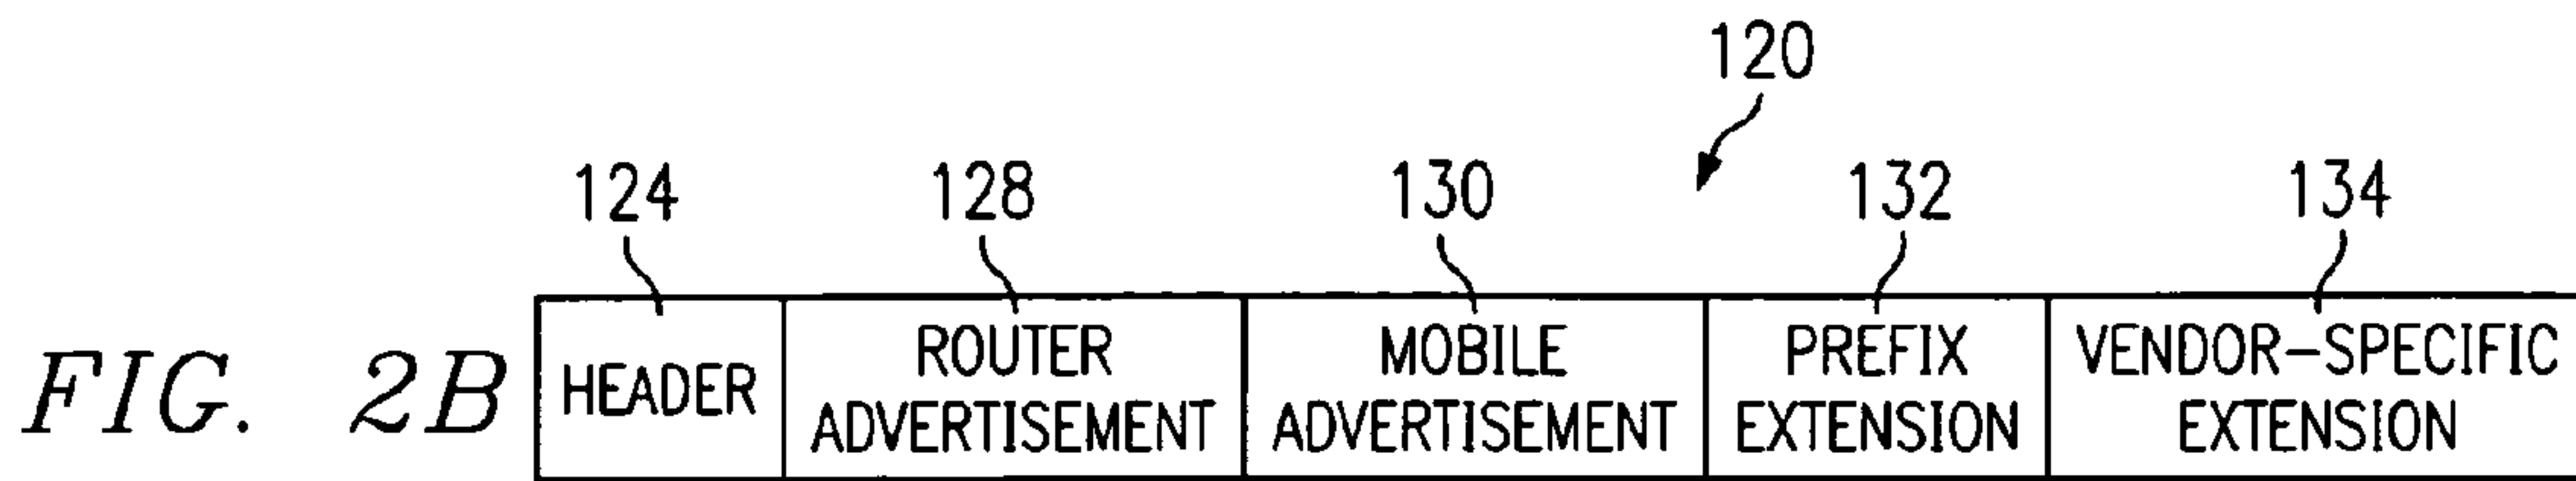 120
124 128 130 132 134
FIG. 2B
HEADER
ROUTER
ADVERTISEMENT
MOBILE
ADVERTISEMENT
PREFIX
EXTENSION
VENDOR-SPECIFIC
EXTENSION